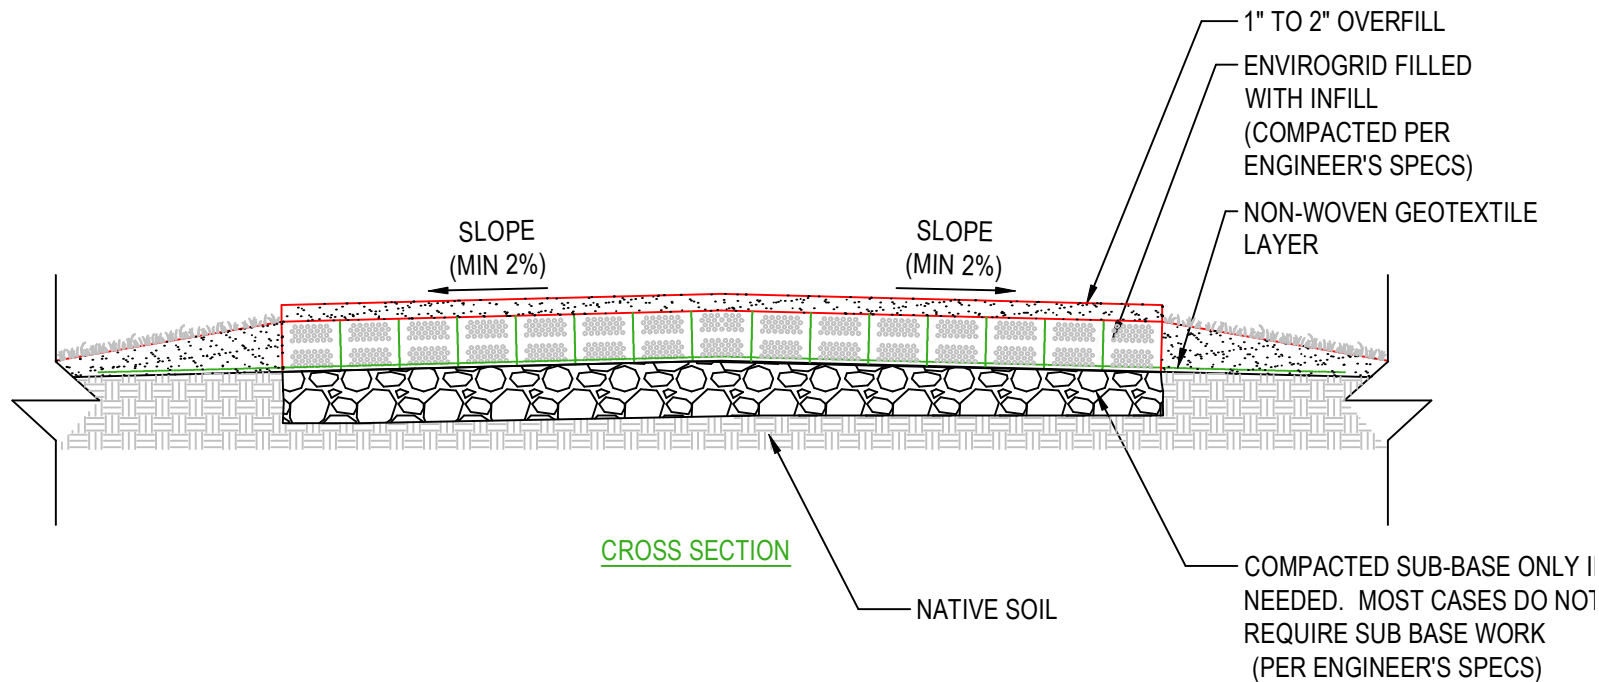 1" TO 2" OVERFILL
ENVIROGRID FILLED
WITH INFILL
(COMPACTED PER
ENGINEER'S SPECS)
NON-WOVEN GEOTEXTILE
LAYER
SLOPE
(MIN 2%)
SLOPE
(MIN 2%)
CROSS SECTION
NATIVE SOIL
COMPACTED SUB-BASE ONLY
NEEDED. MOST CASES DO NOT
REQUIRE SUB BASE WORK
(PER ENGINEER'S SPECS)